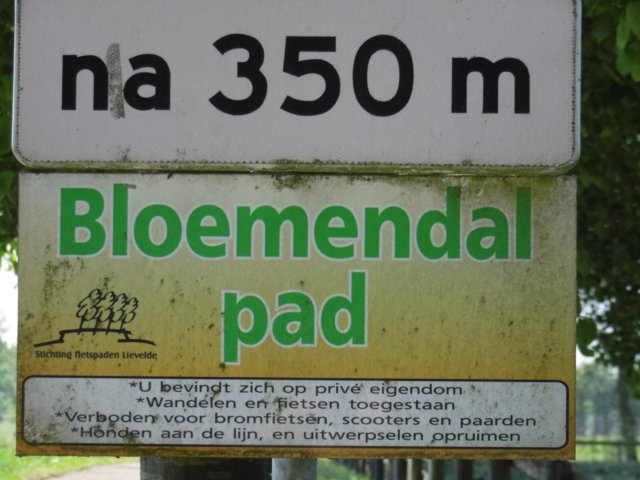 na 350 m
Bloemendal
pad
Stichting fietspaden Lievelde
*U bevindt zich op privé eigendom
*Wandelen en fietsen toegestaan
*Verboden voor bromfietsen, scooters en paarden
*Honden aan de lijn, en uitwerpselen opruimen